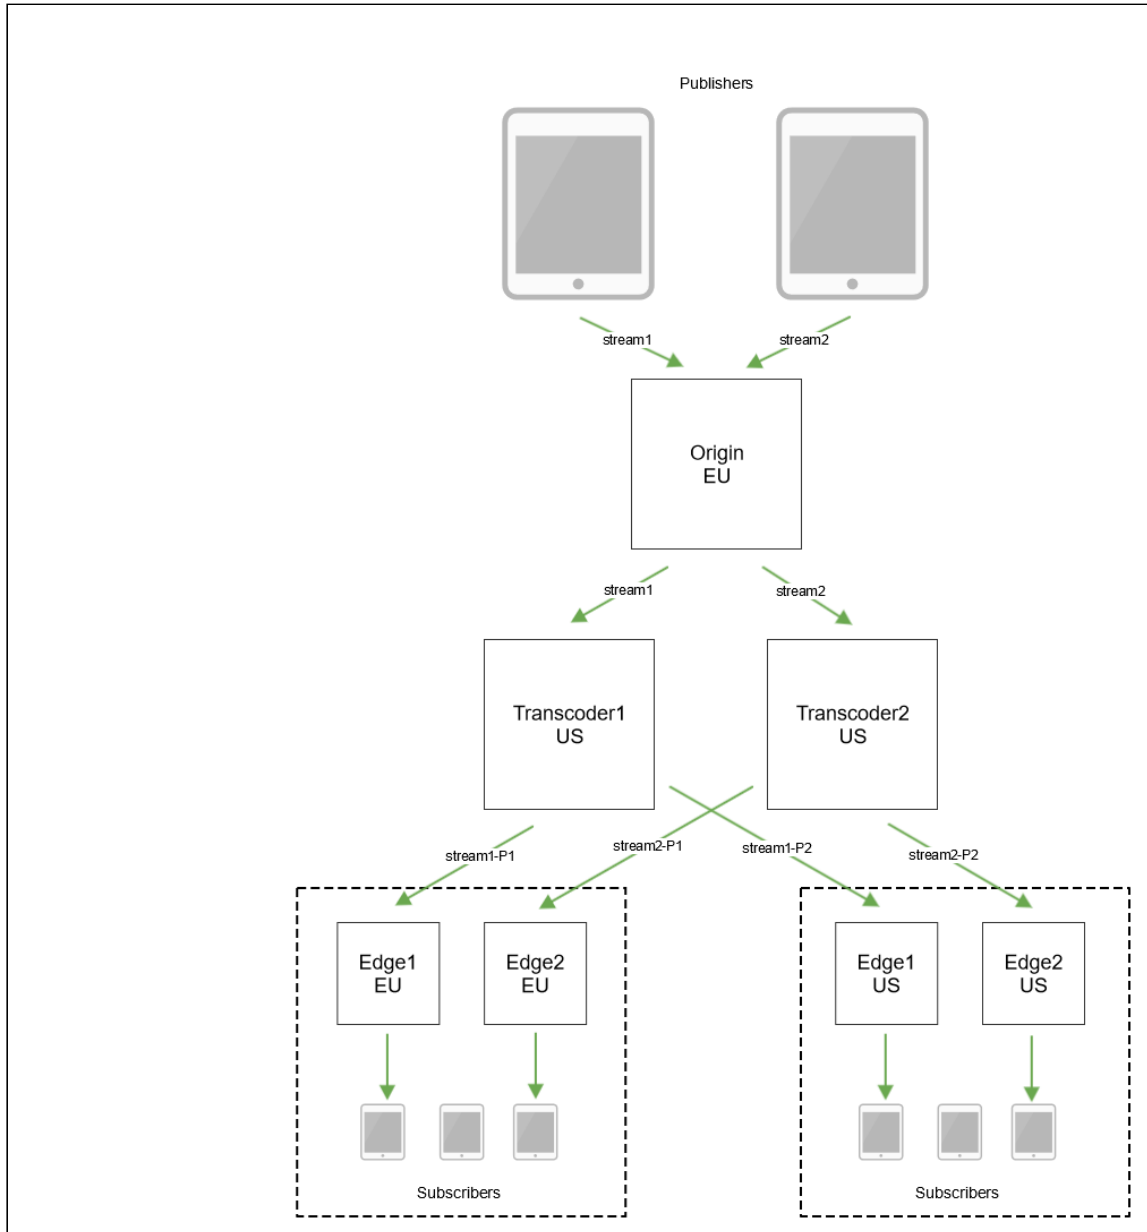 Publishers
stream1
stream2
Origin
EU
stream1
stream2
Transcoder1
US
Transcoder2
US
stream1-P1
stream2-P1
stream1-P2
stream2-P2
Edge1
EU
Edge2
EU
Edge1
US
Edge2
US
Subscribers
Subscribers